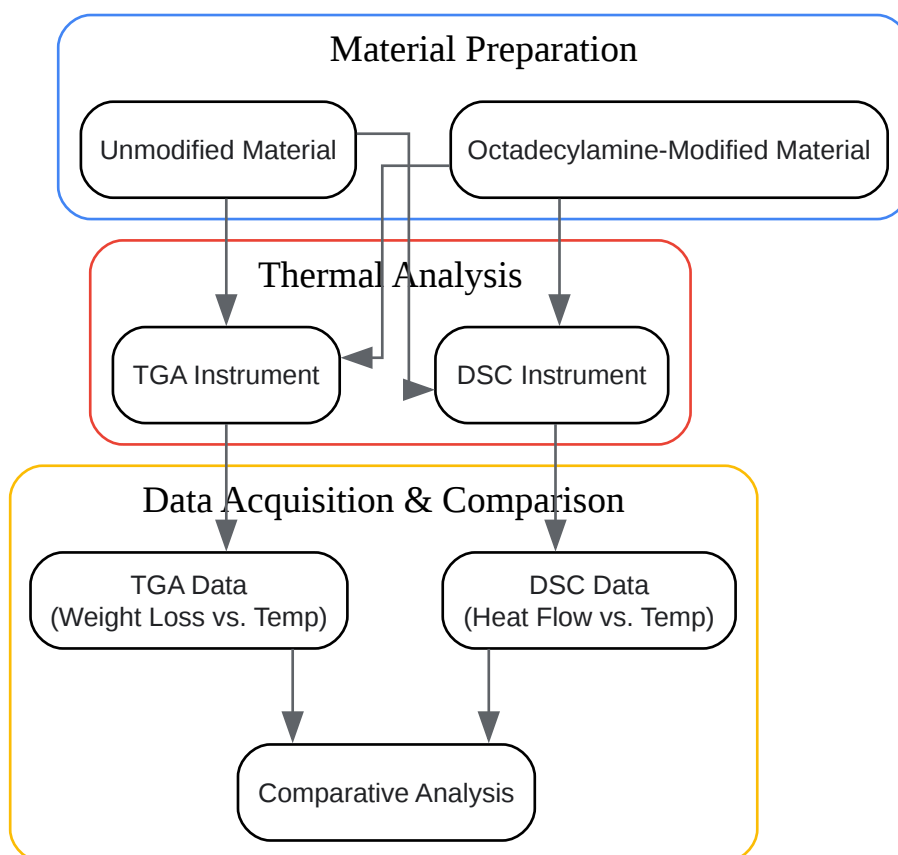 Material Preparation
Unmodified Material
Octadecylamine-Modified Material
Thermal Analysis
TGA Instrument
DSC Instrument
Data Acquisition & Comparison
TGA Data
(Weight Loss vs. Temp)
DSC Data
(Heat Flow vs. Temp)
Comparative Analysis